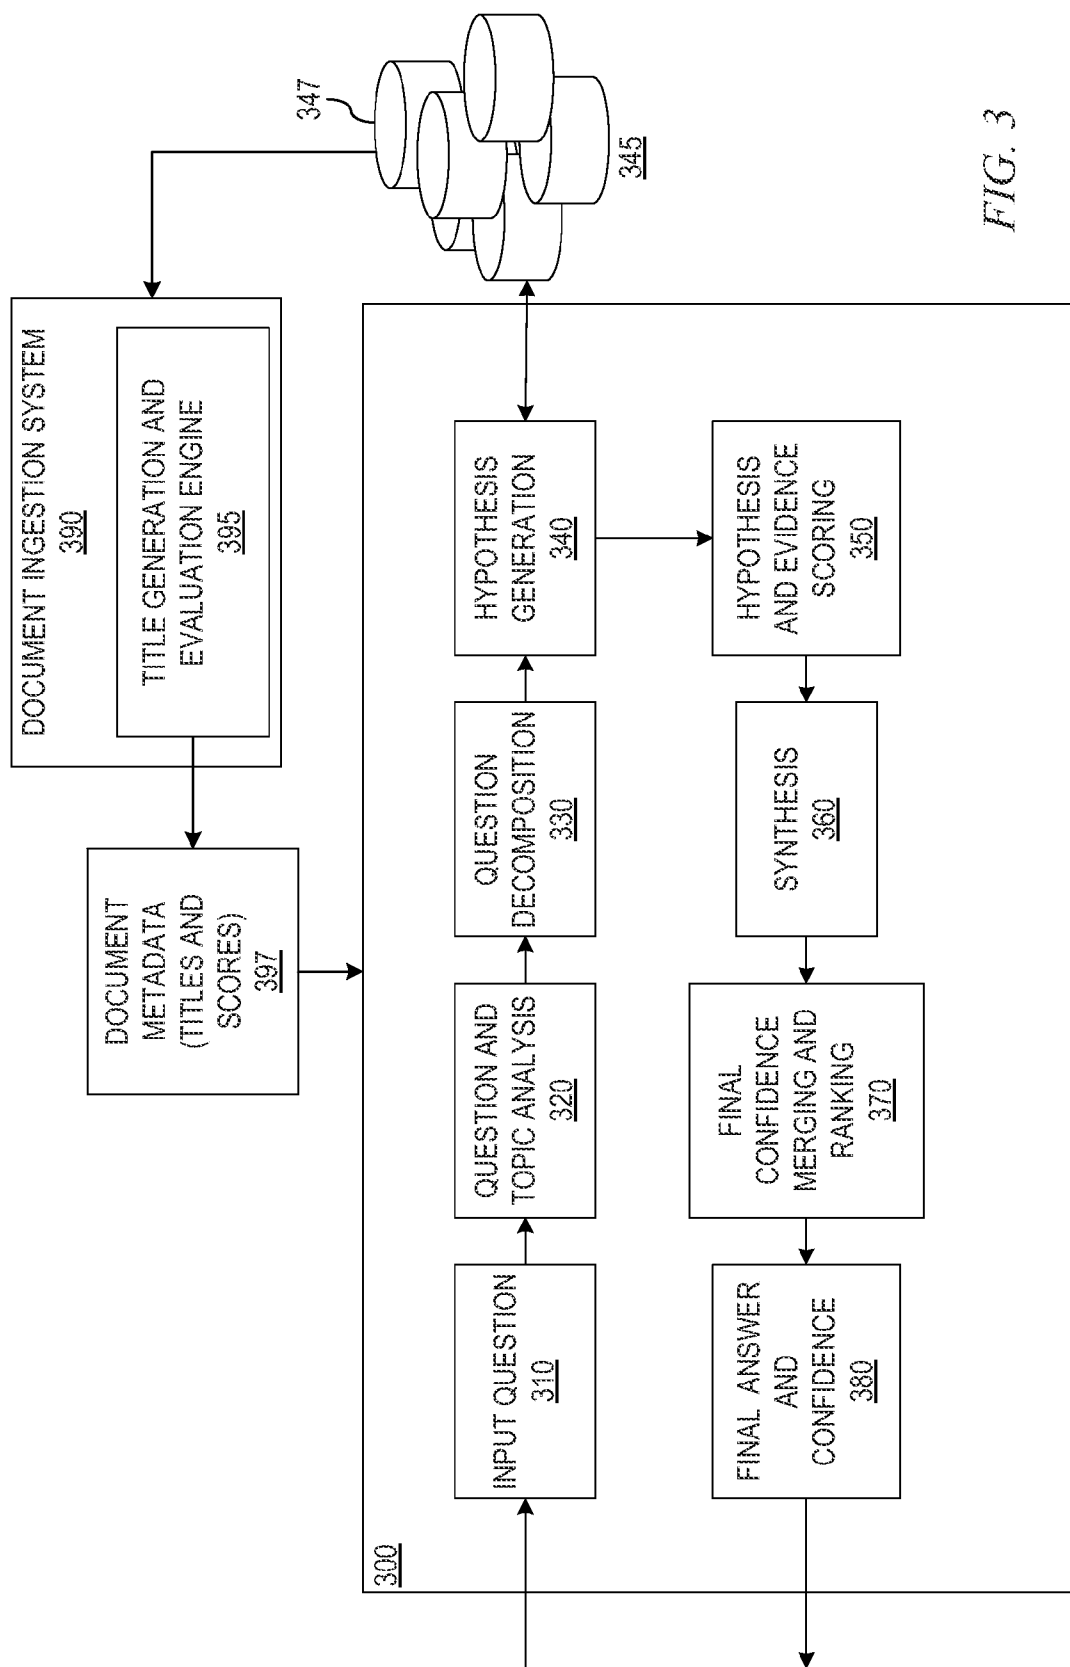 DOCUMENT INGESTION SYSTEM
390
TITLE GENERATION AND
EVALUATION ENGINE
395
347
DOCUMENT
METADATA
(TITLES AND
SCORES)
397
345
300
INPUT QUESTION
310
QUESTION AND
TOPIC ANALYSIS
320
QUESTION
DECOMPOSITION
330
HYPOTHESIS
GENERATION
340
HYPOTHESIS
AND EVIDENCE
SCORING
350
SYNTHESIS
360
FINAL
CONFIDENCE
MERGING AND
RANKING
370
FINAL ANSWER
AND
CONFIDENCE
380
FIG. 3